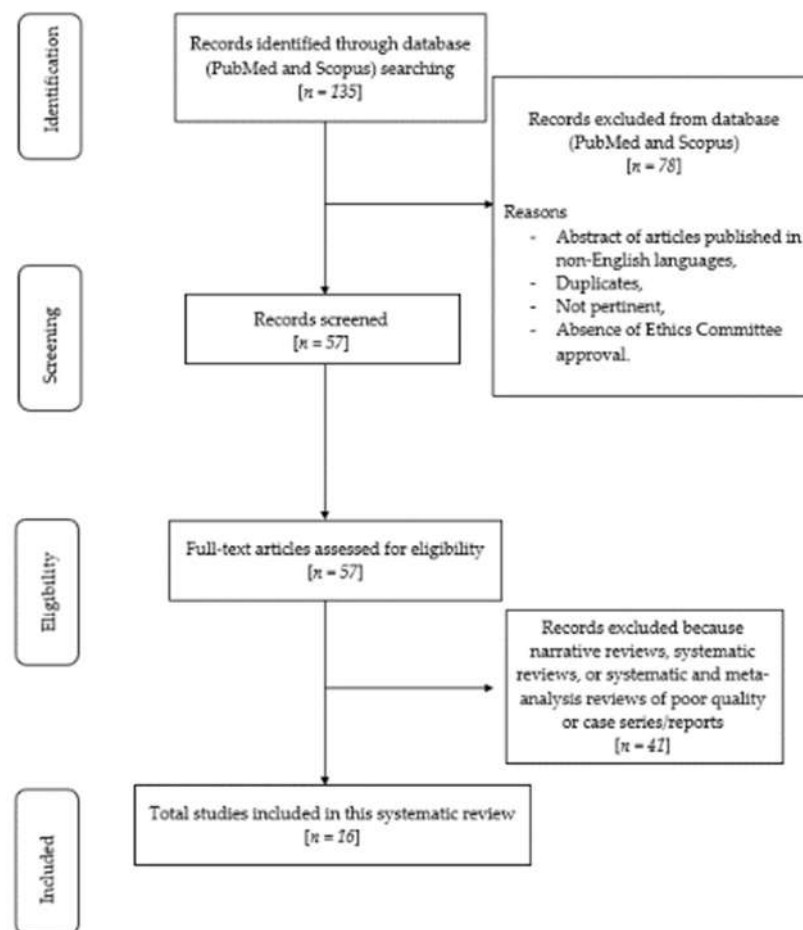 Identification
Records identified through database
(PubMed and Scopus) searching
[n = 135]
Records excluded from database
(PubMed and Scopus)
[n = 78]
Reasons
- Abstract of articles published in
non-English languages,
- Duplicates,
- Not pertinent,
- Absence of Ethics Committee
approval.
Screening
Records screened
[n = 57]
Eligibility
Full-text articles assessed for eligibility
[n = 57]
Records excluded because
narrative reviews, systematic
reviews, or systematic and meta-
analysis reviews of poor quality
or case series/reports
[n = 41]
Included
Total studies included in this systematic review
[n = 16]